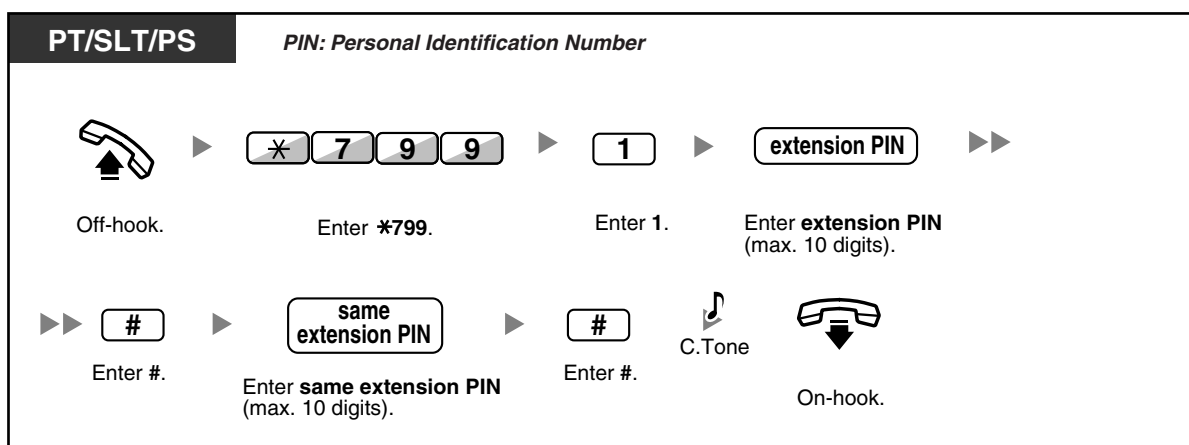 PT/SLT/PS PIN: Personal Identification Number
* 7 9 9 1 extension PIN
Off-hook. Enter *799. Enter 1. Enter extension PIN
(max. 10 digits).
# same
extension PIN #
C.Tone
Enter #. Enter same extension PIN
(max. 10 digits). Enter #.
On-hook.